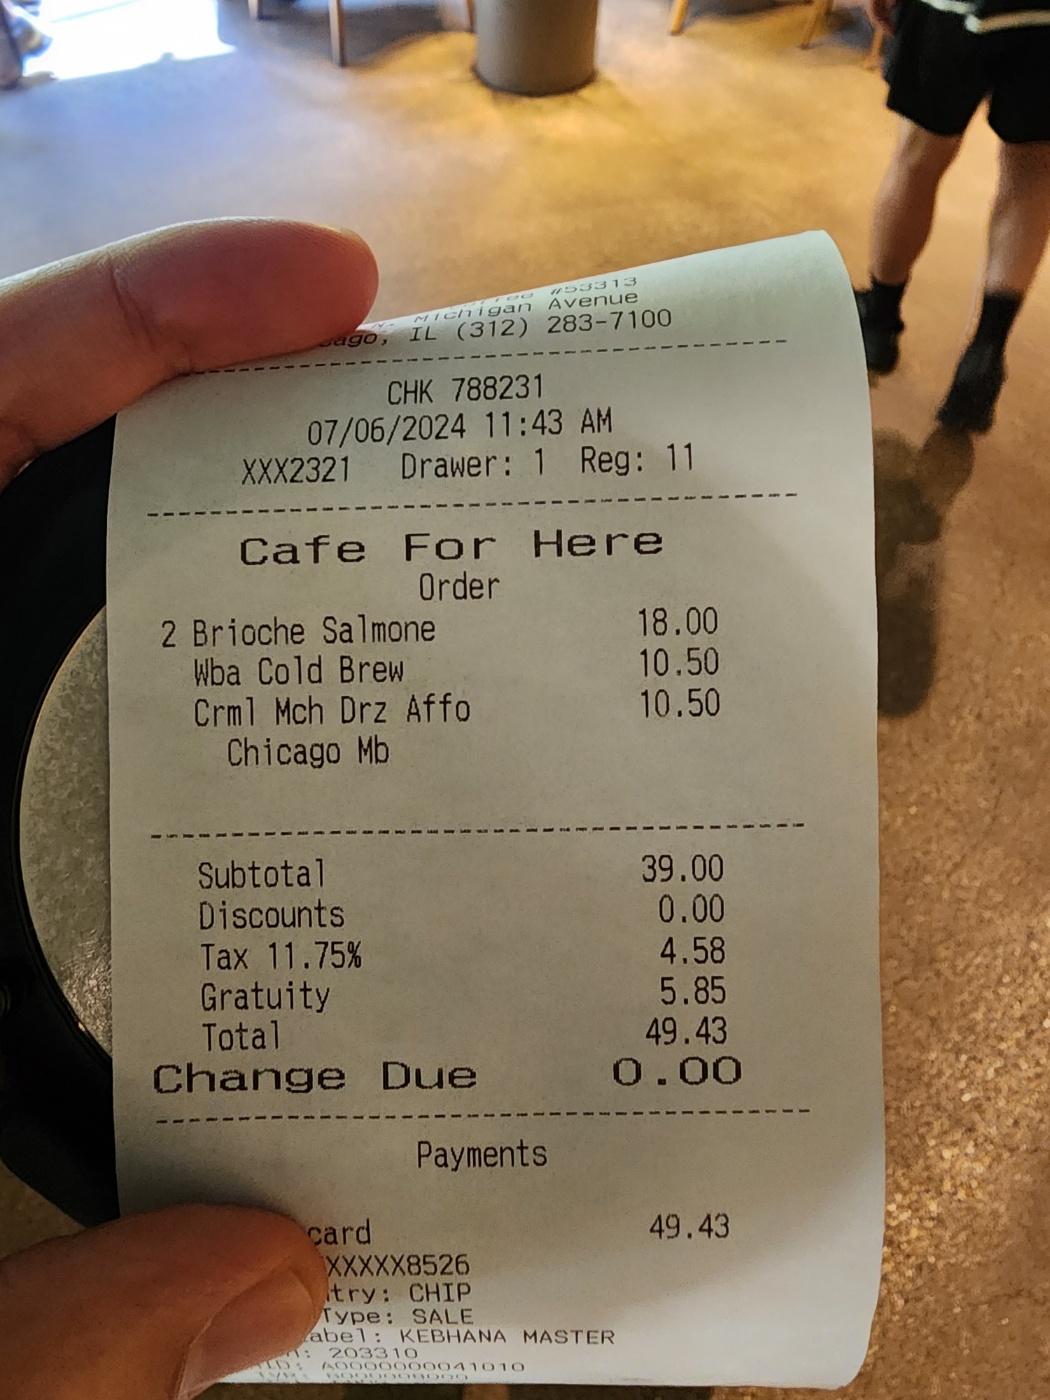 #53313
Michigan Avenue
IL (312) 283-7100
CHK 788231
07/06/2024 11:43 AM
XXX2321 Drawer: 1 Reg: 11
Cafe For Here
Order
2 Brioche Salmone 18.00
Wba Cold Brew 10.50
Crml Mch Drz Affo 10.50
Chicago Mb
Subtotal 39.00
Discounts 0.00
Tax 11.75% 4.58
Gratuity 5.85
Total 49.43
Change Due 0.00
Payments
card 49.43
XXXXX8526
try: CHIP
Type: SALE
abel: KEBHANA MASTER
203310
A0000000041010